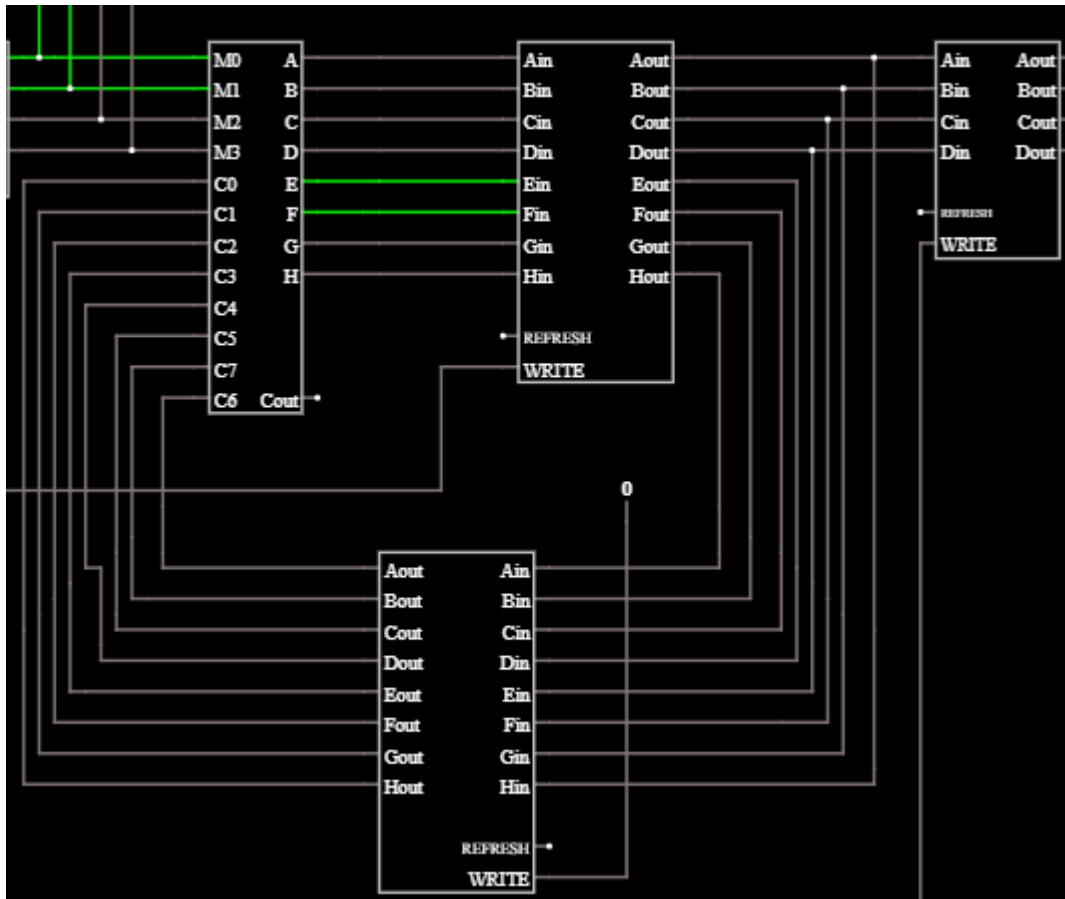 M0 A
M1 B
M2 C
M3 D
C0 E
C1 F
C2 G
C3 H
C4
C5
C7
C6 Cout
Ain Aout
Bin Bout
Cin Cout
Din Dout
Ein Eout
Fin Fout
Gin Gout
Hin Hout
REFRESH
WRITE
Ain Aout
Bin Bout
Cin Cout
Din Dout
REFRESH
WRITE
0
Aout Ain
Bout Bin
Cout Cin
Dout Din
Eout Ein
Fout Fin
Gout Gin
Hout Hin
REFRESH
WRITE